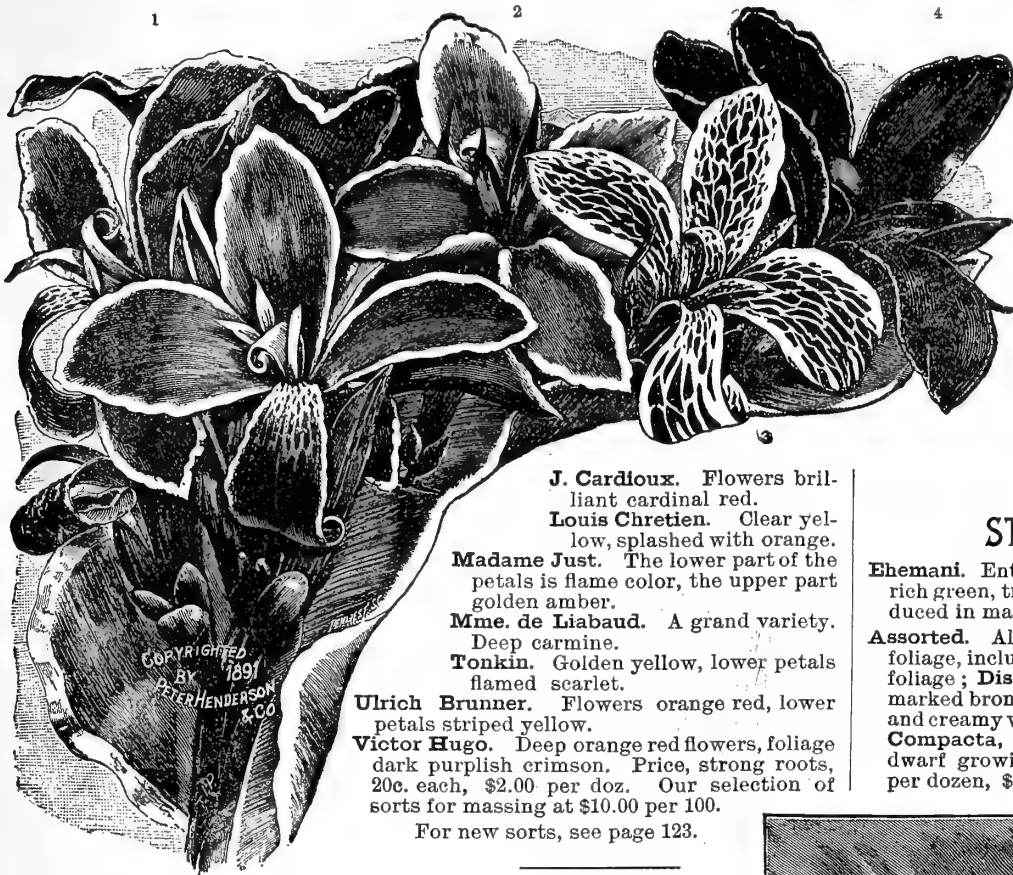 1 2 4
3
COPYRIGHTED
1891
BY
PETER HENDERSON
& CO
J. Cardioux. Flowers bril-
liant cardinal red.
Louis Chretien. Clear yel-
low, splashed with orange.
Madame Just. The lower part of the
petals is flame color, the upper part
golden amber.
Mme. de Liabaud. A grand variety.
Deep carmine.
Tonkin. Golden yellow, lower petals
flamed scarlet.
Ulrich Brunner. Flowers orange red, lower
petals striped yellow.
Victor Hugo. Deep orange red flowers, foliage
dark purplish crimson. Price, strong roots,
20c. each, $2.00 per doz. Our selection of
sorts for massing at $10.00 per 100.
For new sorts, see page 123.
Ehemani. Ent
rich green, tr
duced in ma
Assorted. Al
foliage, inclu
foliage; Dis
marked bron
and creamy
Compacta,
dwarf growi
per dozen, $